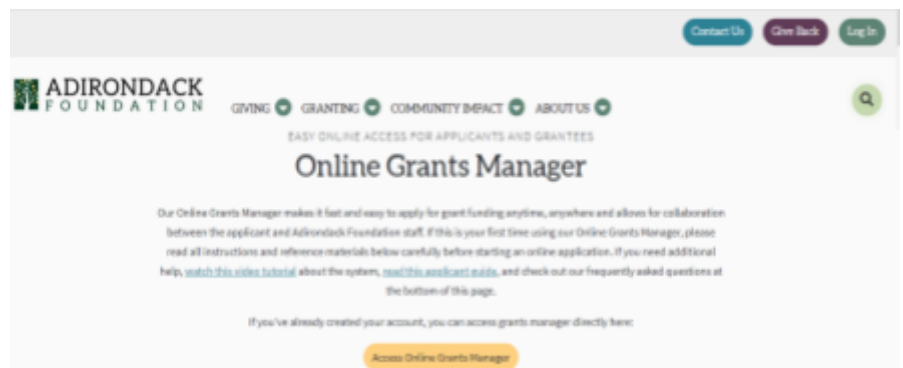 Contact Us Give Back Log In
ADIRONDACK
FOUNDATION
GIVING GRANTING COMMUNITY IMPACT ABOUT US
EASY ONLINE ACCESS FOR APPLICANTS AND GRANTEES
Online Grants Manager
Our Online Grants Manager makes it fast and easy to apply for grant funding anytime, anywhere and allows for collaboration
between the applicant and Adirondack Foundation staff. If this is your first time using our Online Grants Manager, please
read all instructions and reference materials below carefully before starting an online application. If you need additional
help, watch this video tutorial about the system, read this applicant guide, and check out our frequently asked questions at
the bottom of this page.
If you've already created your account, you can access grants manager directly here:
Access Online Grants Manager